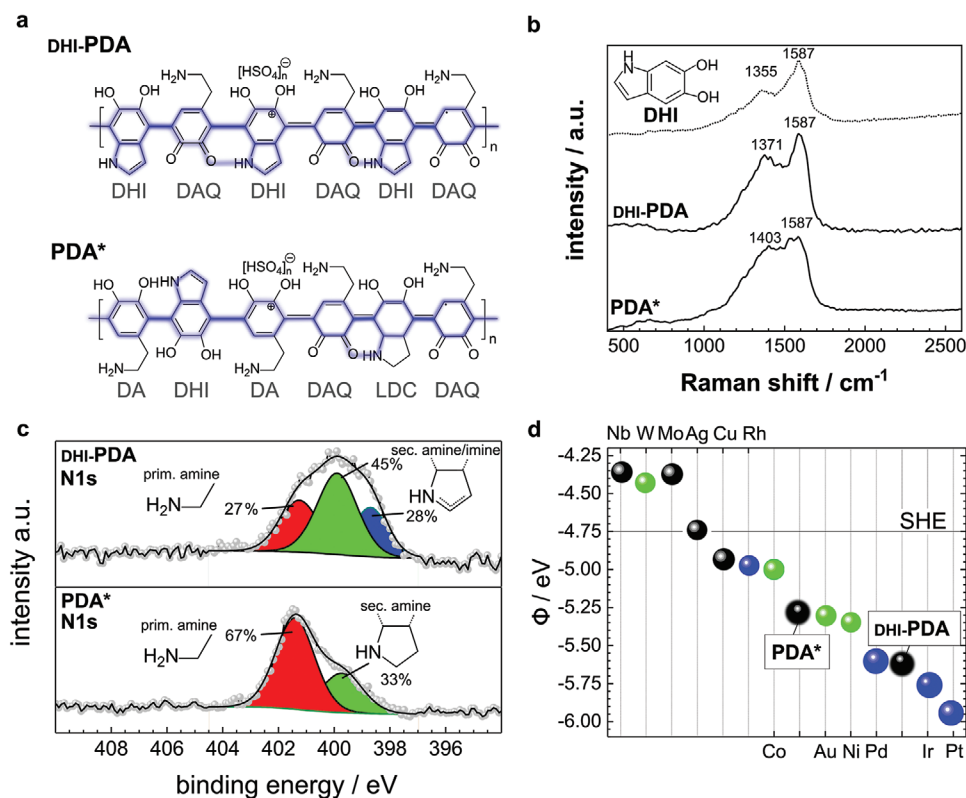 a
DHI-PDA
H₂N
[HSO₄]n⊖
H₂N
H₂N
HO OH
HO OH
HO OH
⊕
n
HN
O O
HN
O O
HN
O O
DHI DAQ DHI DAQ DHI DAQ
PDA*
HN
[HSO₄]n⊖
H₂N
H₂N
HO OH
HO OH
HO OH
⊕
n
HO OH
O O
HN
O O
H₂N
H₂N
DA DHI DA DAQ LDC DAQ
b
intensity / a.u.
HN
OH
OH
DHI
1355
1587
1371
1587
DHI-PDA
1403
1587
PDA*
500 1000 1500 2000 2500
Raman shift / cm⁻¹
c
intensity a.u.
DHI-PDA
N1s
prim. amine
H₂N
27%
45%
28%
sec. amine/imine
HN
PDA*
N1s
prim. amine
H₂N
67%
33%
sec. amine
HN
408 406 404 402 400 398 396
binding energy / eV
d
Nb W Mo Ag Cu Rh
Φ / eV
-4.25
-4.50
-4.75
-5.00
-5.25
-5.50
-5.75
-6.00
SHE
PDA*
DHI-PDA
Co Au Ni Pd Ir Pt